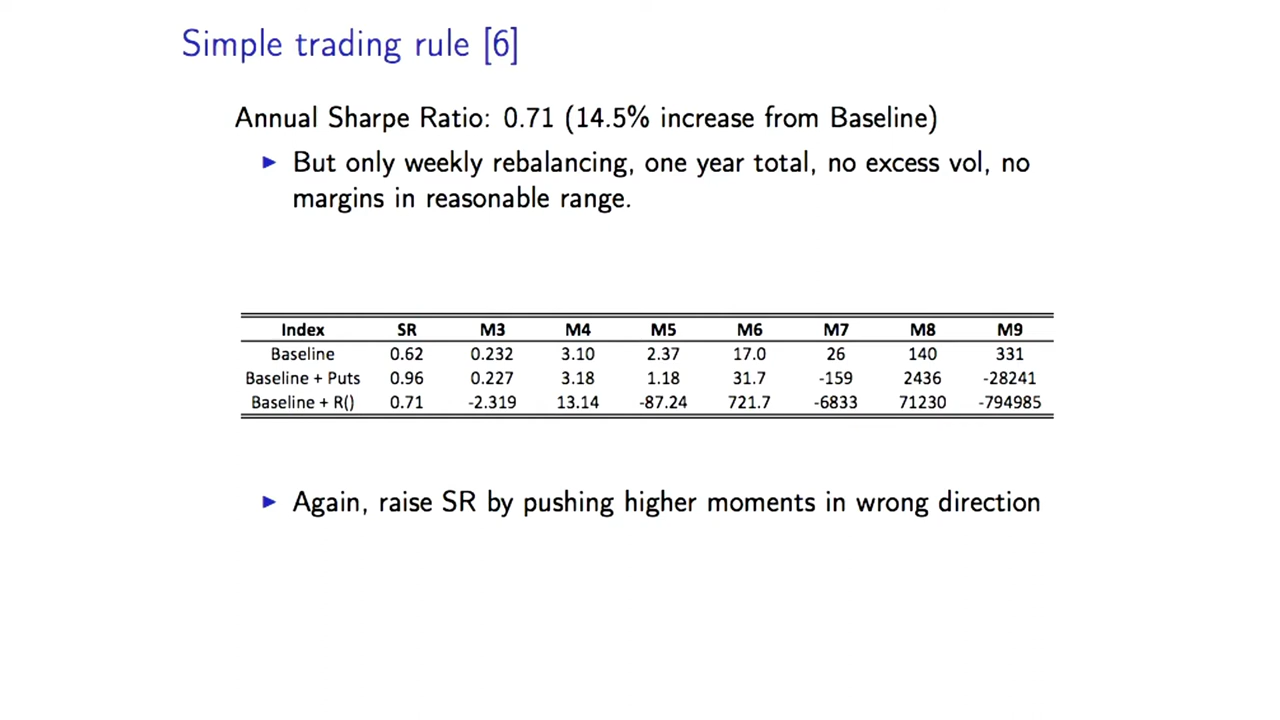 Simple trading rule [6]
Annual Sharpe Ratio: 0.71 (14.5% increase from Baseline)
▶ But only weekly rebalancing, one year total, no excess vol, no
margins in reasonable range.
Index SR M3 M4 M5 M6 M7 M8 M9
Baseline 0.62 0.232 3.10 2.37 17.0 26 140 331
Baseline + Puts 0.96 0.227 3.18 1.18 31.7 -159 2436 -28241
Baseline + R() 0.71 -2.319 13.14 -87.24 721.7 -6833 71230 -794985
▶ Again, raise SR by pushing higher moments in wrong direction